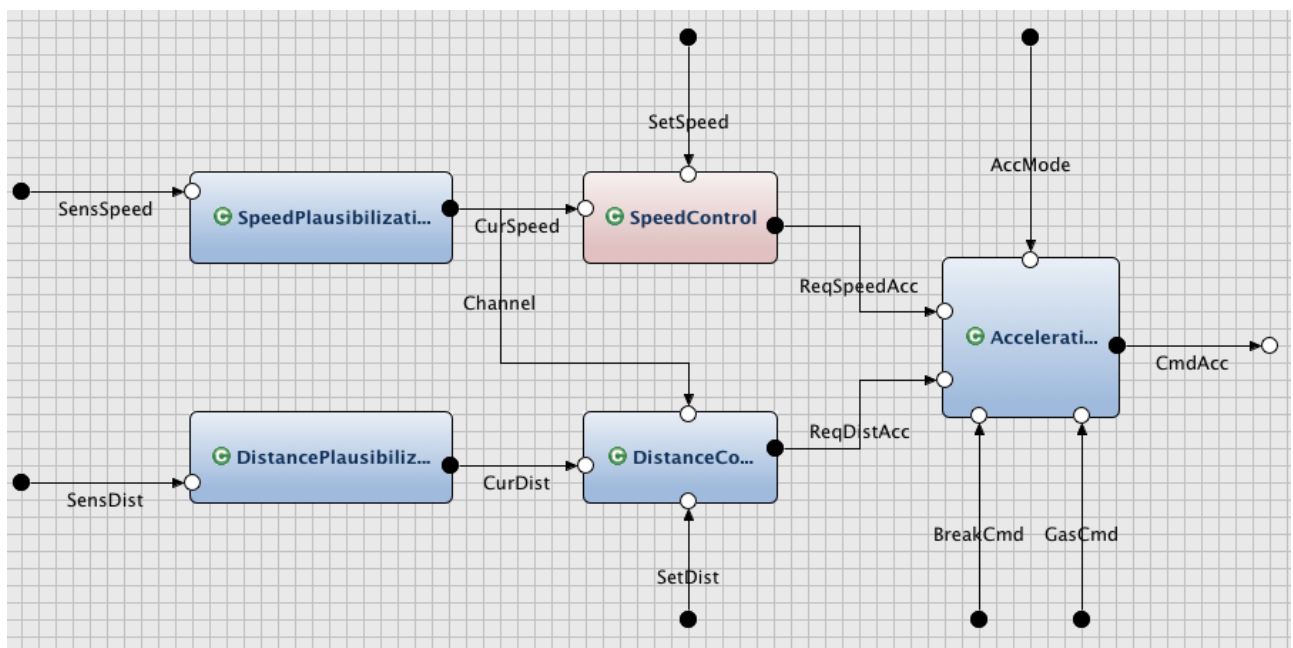 SetSpeed
AccMode
SensSpeed
C SpeedPlausibilizati...
CurSpeed
C SpeedControl
Channel
ReqSpeedAcc
C Accelerati...
CmdAcc
C DistancePlausibiliz...
C DistanceCo...
ReqDistAcc
SensDist
CurDist
BreakCmd
GasCmd
SetDist